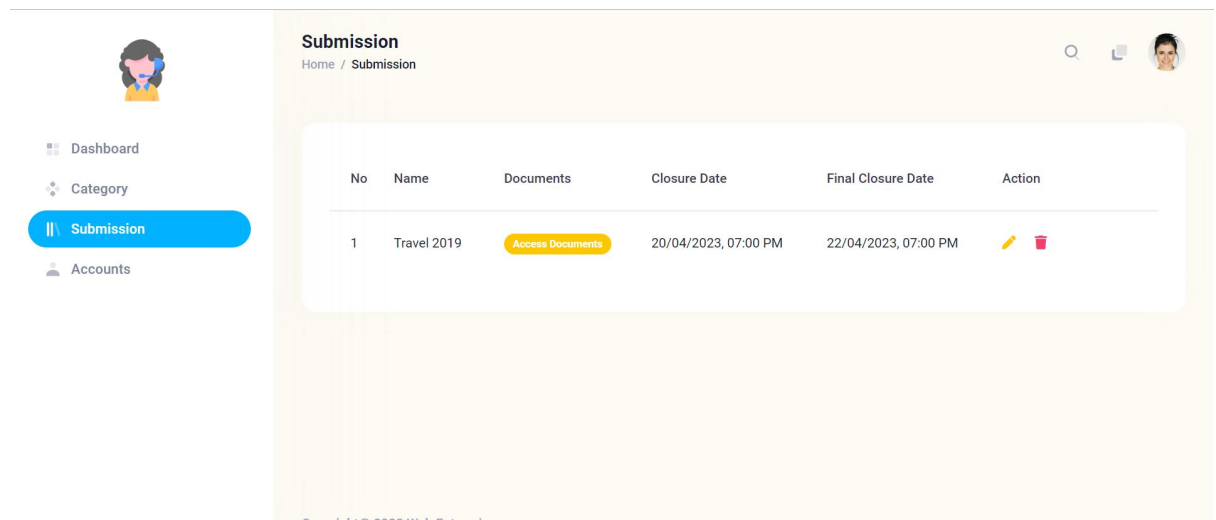 Submission
Home / Submission
Dashboard
Category
Submission
Accounts
No Name Documents Closure Date Final Closure Date Action
1 Travel 2019 Access Documents 20/04/2023, 07:00 PM 22/04/2023, 07:00 PM